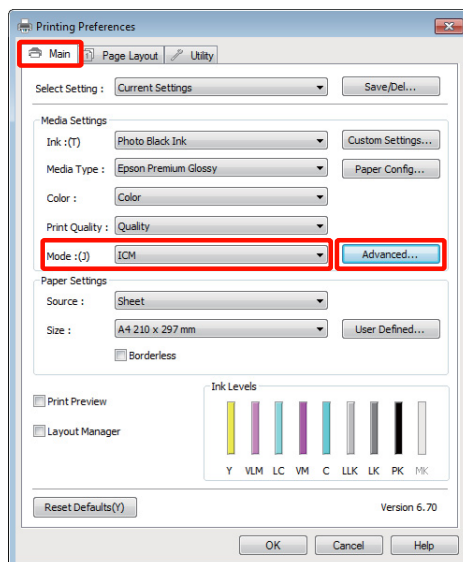 Printing Preferences
Main Page Layout Utility
Select Setting : Current Settings Save/Del...
Media Settings
Ink :(T) Photo Black Ink Custom Settings...
Media Type : Epson Premium Glossy Paper Config...
Color : Color
Print Quality : Quality
Mode :(J) ICM Advanced...
Paper Settings
Source : Sheet
Size : A4 210 x 297 mm User Defined...
Borderless
Ink Levels
Print Preview
Layout Manager
Y VLM LC VM C LLK LK PK MK
Reset Defaults(Y) Version 6.70
OK Cancel Help